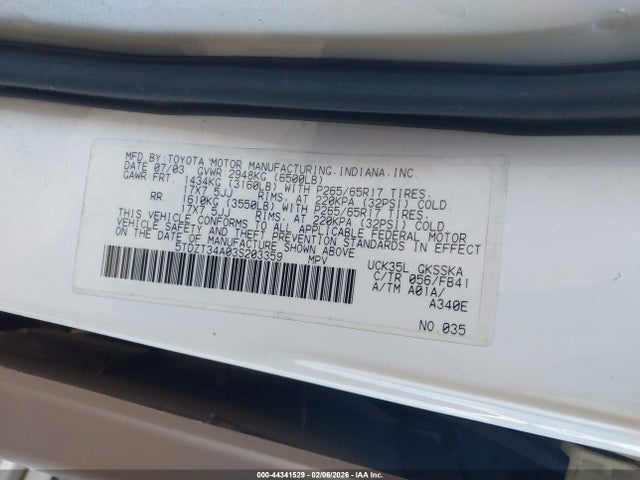 MFD. BY: TOYOTA MOTOR MANUFACTURING, INDIANA, INC.
DATE 07/03 GVWR 2948KG (6500LB)
GAWR FRT. 1434KG (3160LB) WITH P265/65R17 TIRES,
17X7.5JJ RIMS, AT 220KPA (32PSI) COLD.
RR 1610KG (3550LB) WITH P265/65R17 TIRES,
17X7.5JJ RIMS, AT 220KPA (32PSI) COLD.
THIS VEHICLE CONFORMS TO ALL APPLICABLE FEDERAL MOTOR
VEHICLE SAFETY AND THEFT PREVENTION STANDARDS IN EFFECT
ON THE DATE OF MANUFACTURE SHOWN ABOVE.
5TDZT34A03S203359 MPV
UCK35L GKSSKA
C/TR 056/FB41
A/TM A01A/
A340E
NO.035
000-44341529 - 02/06/2026 - IAA Inc.